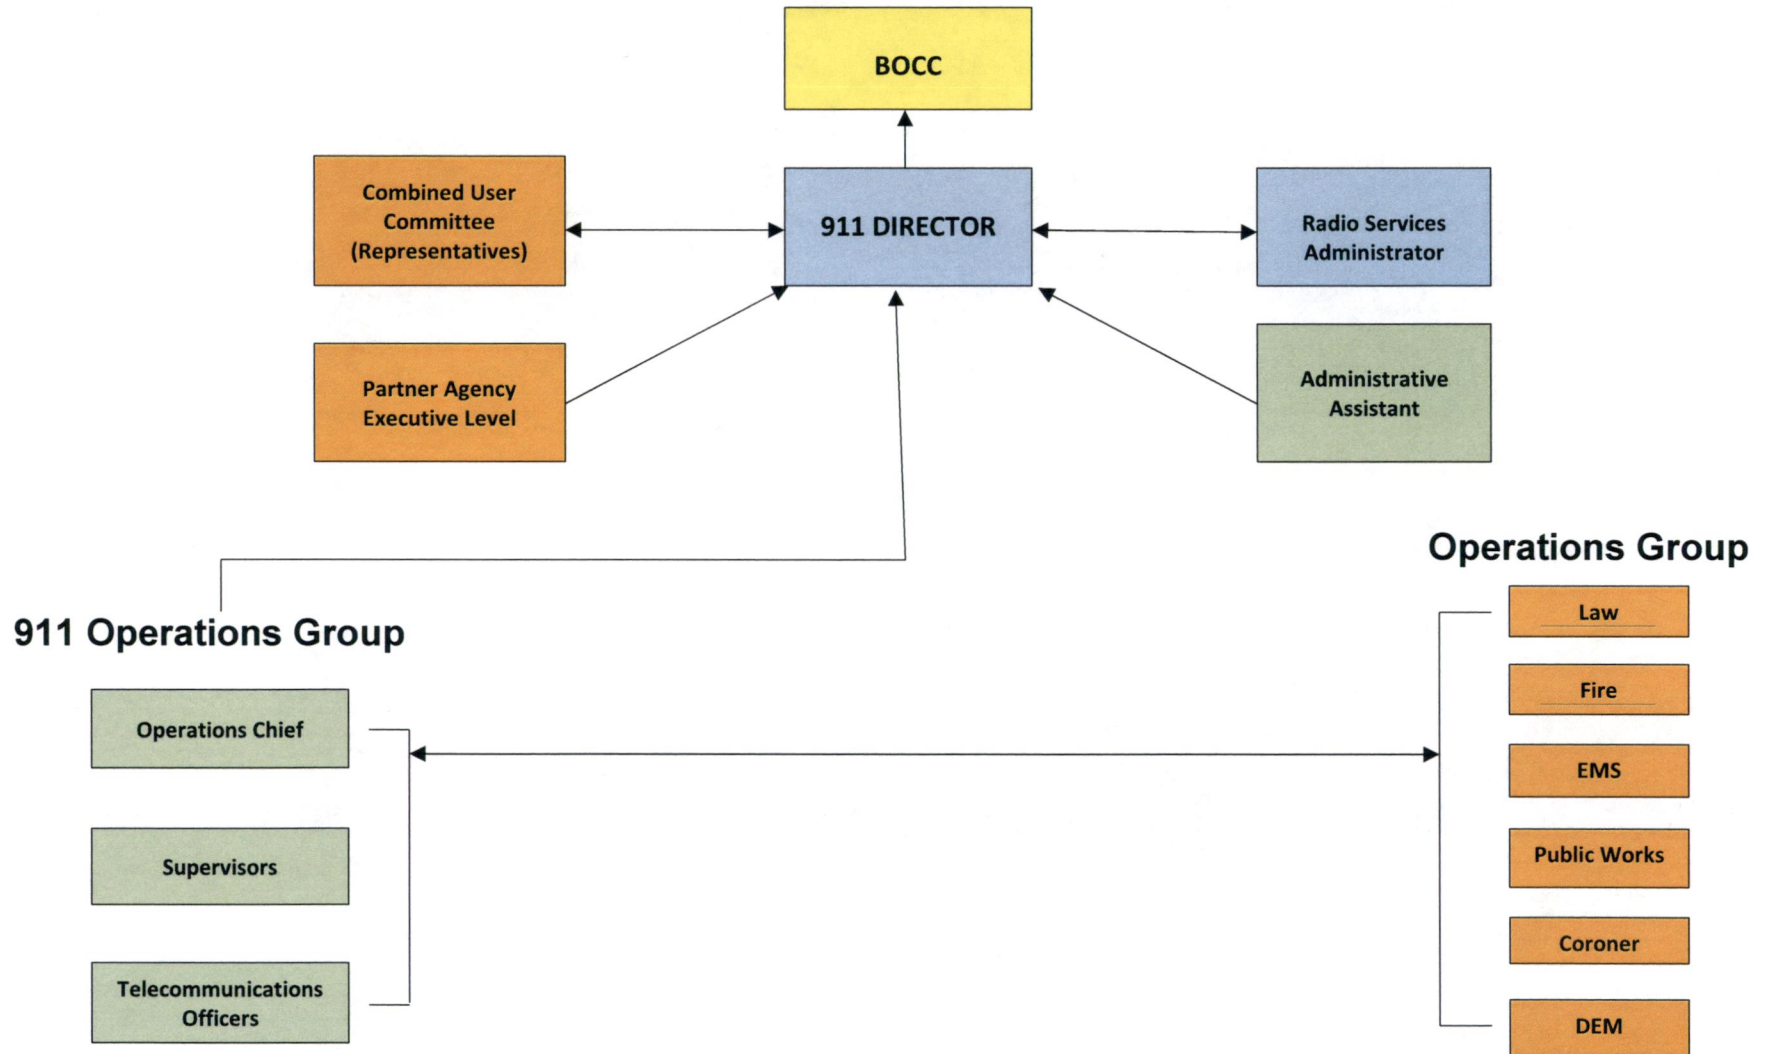 BOCC
Combined User
Committee
(Representatives)
911 DIRECTOR
Radio Services
Administrator
Partner Agency
Executive Level
Administrative
Assistant
Operations Group
Law
Fire
EMS
Public Works
Coroner
DEM
911 Operations Group
Operations Chief
Supervisors
Telecommunications
Officers